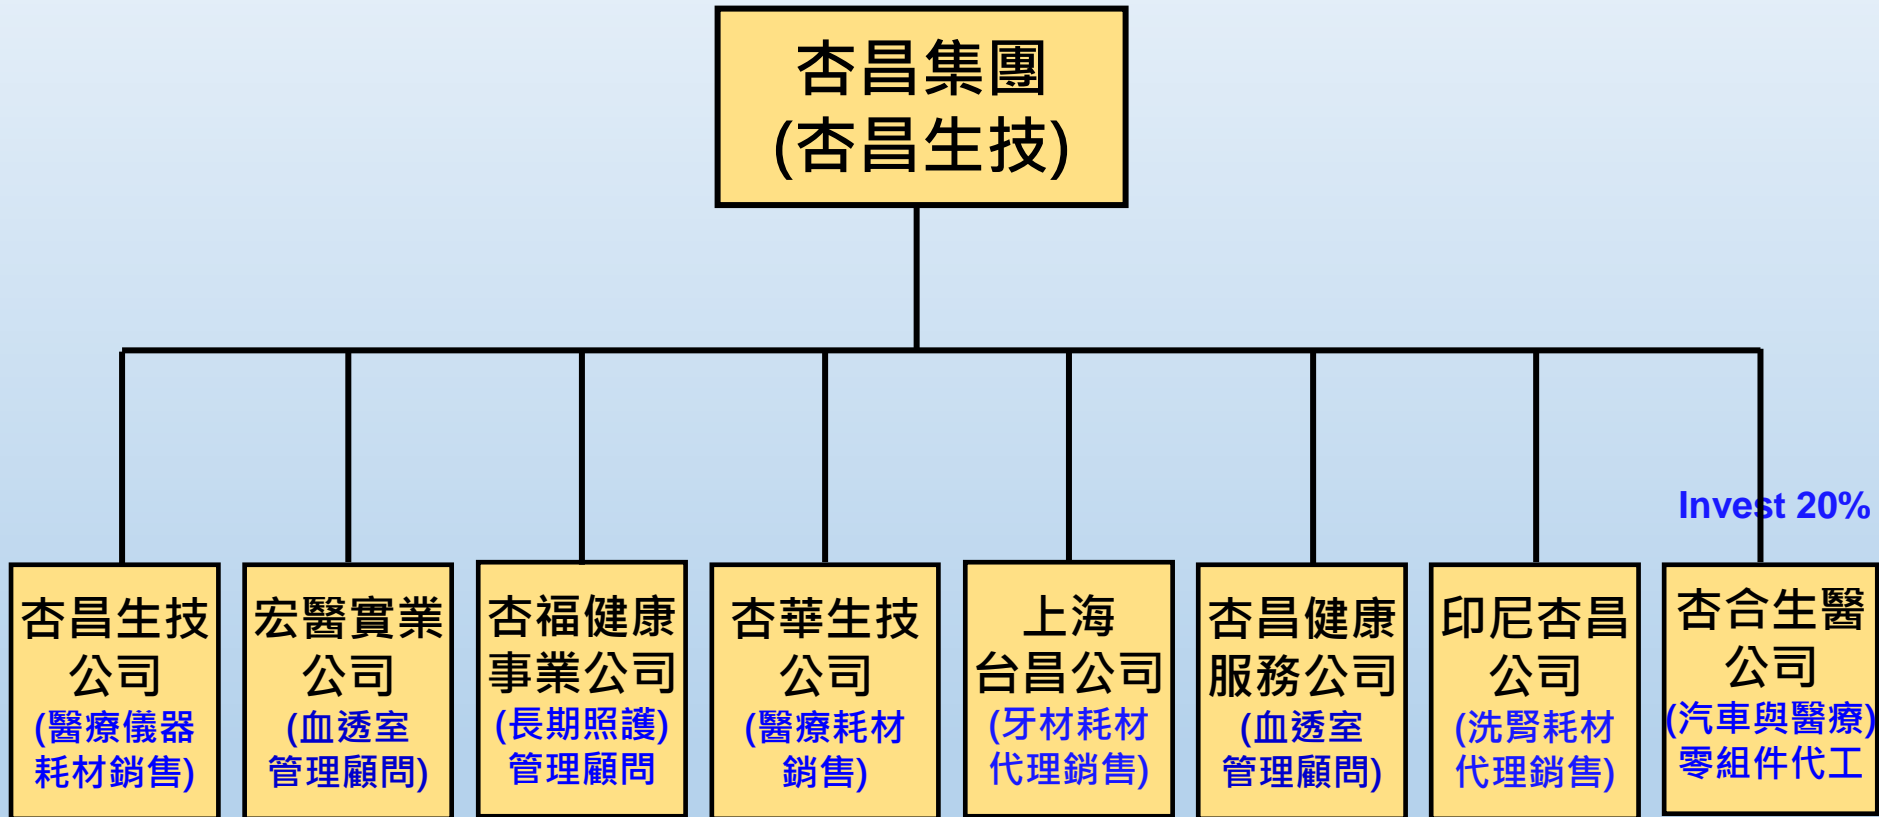 杏昌集團
(杏昌生技)
Invest 20%
杏昌生技
公司
(醫療儀器
耗材銷售)
宏醫實業
公司
(血透室
管理顧問)
杏福健康
事業公司
(長期照護)
管理顧問
杏華生技
公司
(醫療耗材
銷售)
上海
台昌公司
(牙材耗材
代理銷售)
杏昌健康
服務公司
(血透室
管理顧問)
印尼杏昌
公司
(洗腎耗材
代理銷售)
杏合生醫
公司
(汽車與醫療)
零組件代工